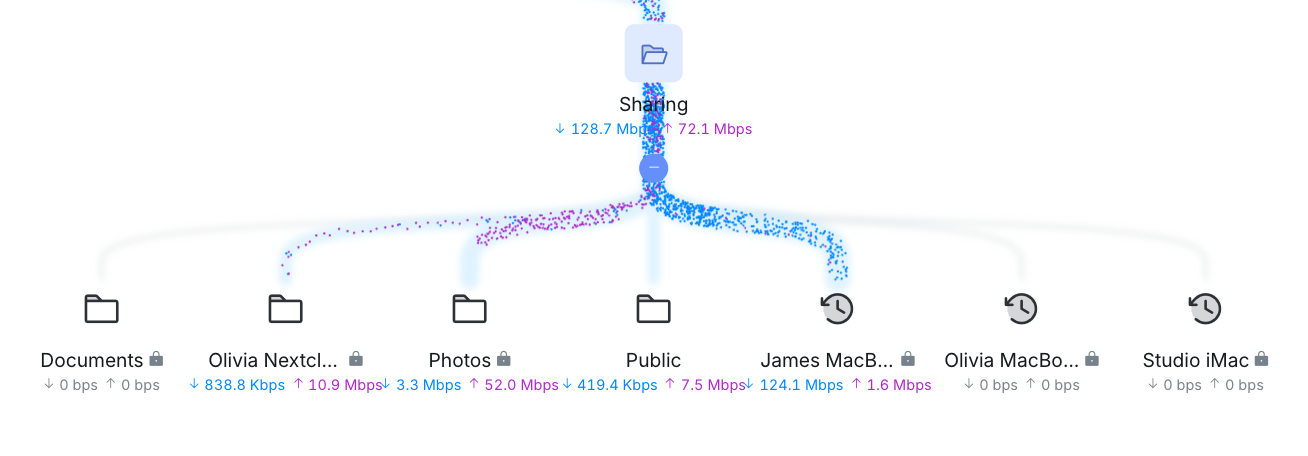 Sharing
↓ 128.7 Mbps ↑ 72.1 Mbps
Documents
↓ 0 bps ↑ 0 bps
Olivia Nextcl...
↓ 838.8 Kbps ↑ 10.9 Mbps
Photos
↓ 3.3 Mbps ↑ 52.0 Mbps
Public
↓ 419.4 Kbps ↑ 7.5 Mbps
James MacB...
↓ 124.1 Mbps ↑ 1.6 Mbps
Olivia MacBo...
↓ 0 bps ↑ 0 bps
Studio iMac
↓ 0 bps ↑ 0 bps